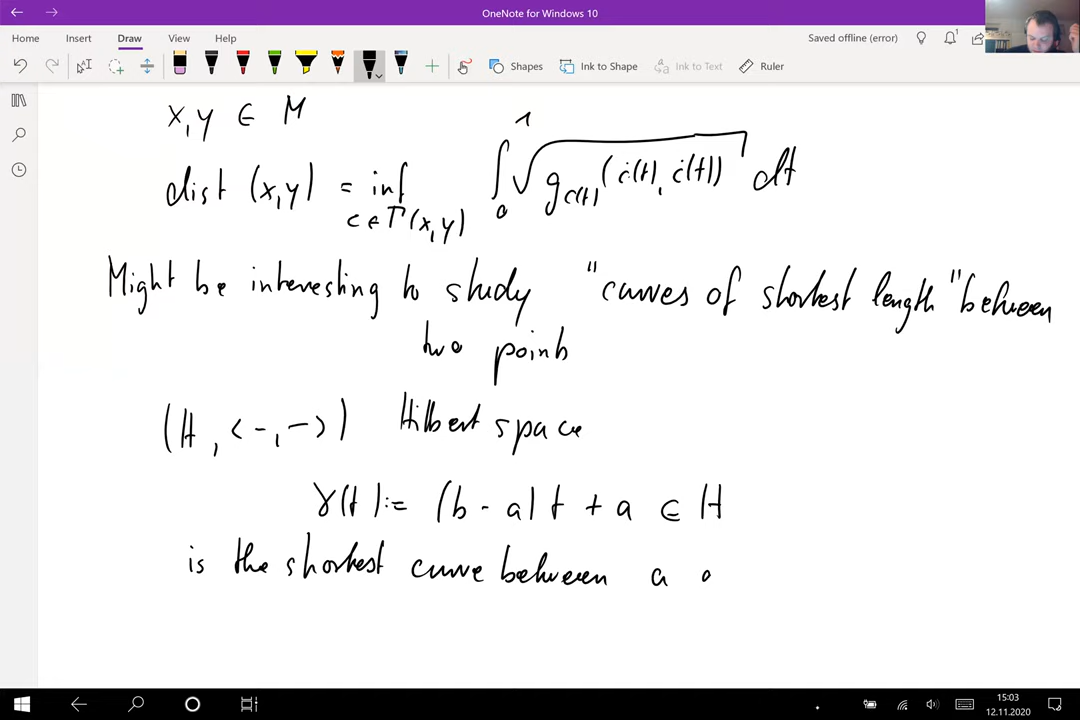 OneNote for Windows 10
Home Insert Draw View Help Saved offline (error)
Shapes Ink to Shape Ink to Text Ruler
x,y ∈ M
dist (x,y) = inf_{c ∈ Γ(x,y)} ∫_0^1 √(g_{c(t)}(ċ(t), ċ(t))) dt
Might be interesting to study "curves of shortest length" between
two points
(H, <-,->) Hilbert space
γ(t) := (b - a) t + a ∈ H
is the shortest curve between a
15:03
12.11.2020